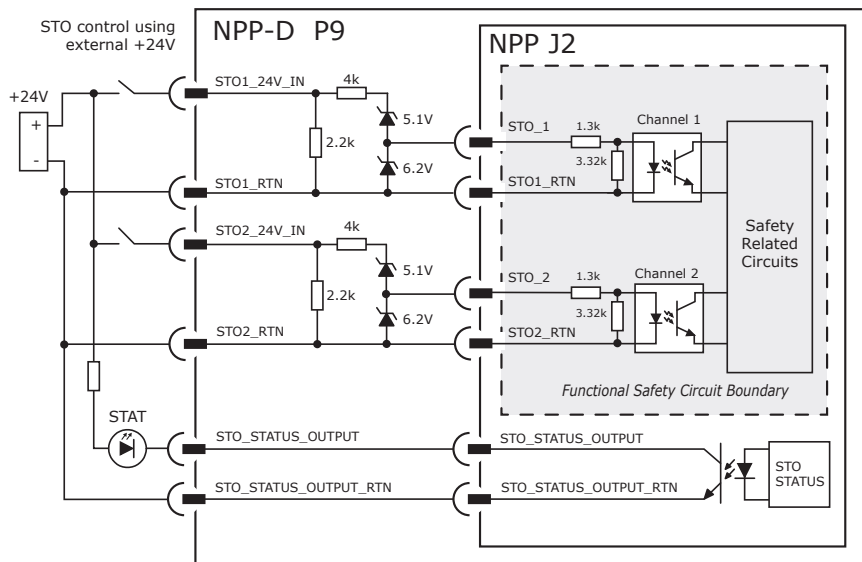 STO control using
external +24V
NPP-D P9
NPP J2
+24V
+
-
STO1_24V_IN
4k
5.1V
2.2k
6.2V
STO1_RTN
STO_1
1.3k
3.32k
Channel 1
STO1_RTN
STO2_24V_IN
4k
5.1V
2.2k
6.2V
STO2_RTN
STO_2
1.3k
3.32k
Channel 2
STO2_RTN
Safety
Related
Circuits
Functional Safety Circuit Boundary
STAT
STO_STATUS_OUTPUT
STO_STATUS_OUTPUT
STO_STATUS_OUTPUT_RTN
STO_STATUS_OUTPUT_RTN
STO
STATUS